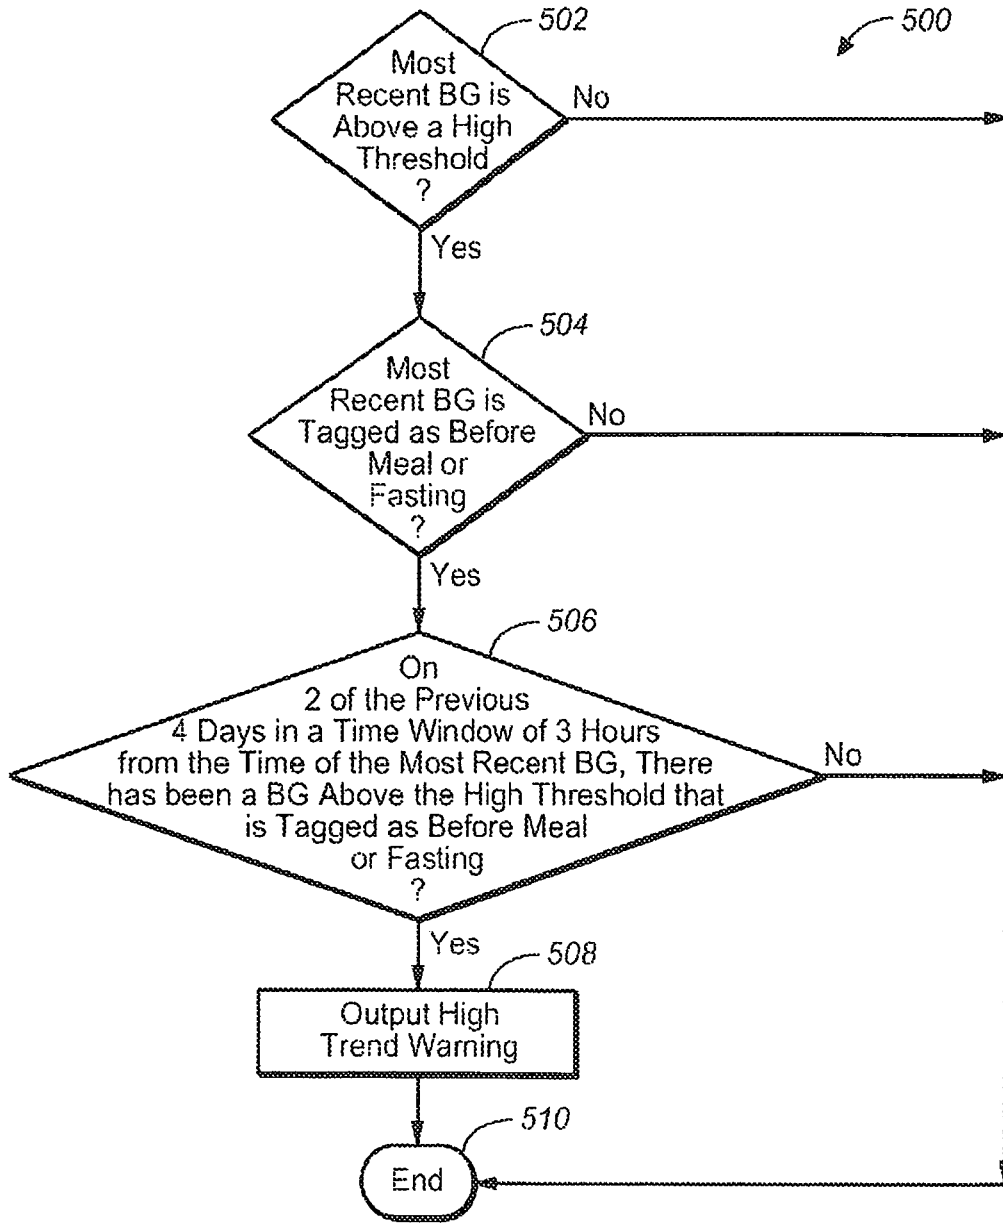 502
500
Most
Recent BG is
Above a High
Threshold
?
No
Yes
504
Most
Recent BG is
Tagged as Before
Meal or
Fasting
?
No
Yes
506
On
2 of the Previous
4 Days in a Time Window of 3 Hours
from the Time of the Most Recent BG, There
has been a BG Above the High Threshold that
is Tagged as Before Meal
or Fasting
?
No
Yes
508
Output High
Trend Warning
510
End